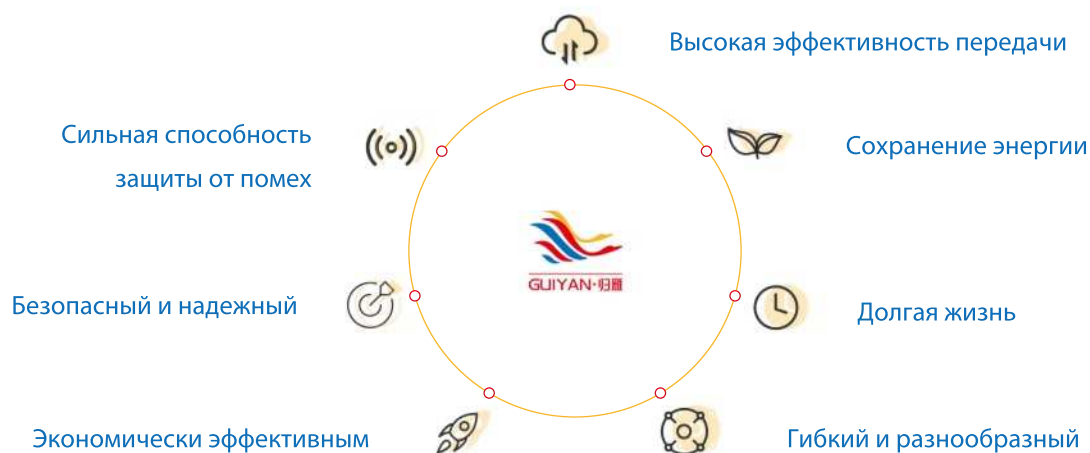 Высокая эффективность передачи
Сильная способность
защиты от помех
Сохранение энергии
GUIYAN·归雁
Безопасный и надежный
Долгая жизнь
Экономически эффективным
Гибкий и разнообразный